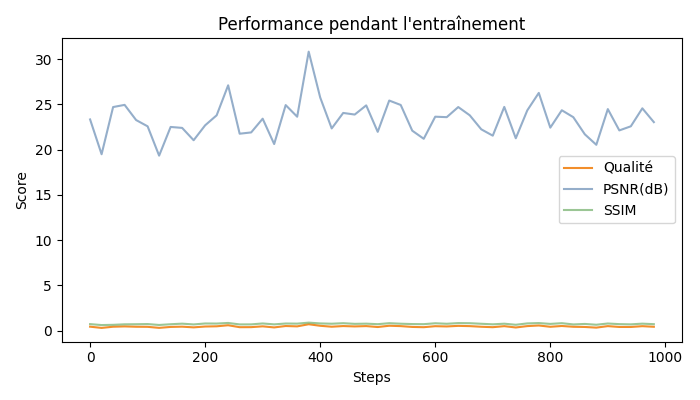 Performance pendant l'entraînement
Score
30
25
20
15
10
5
0
Qualité
PSNR(dB)
SSIM
0 200 400 600 800 1000
Steps